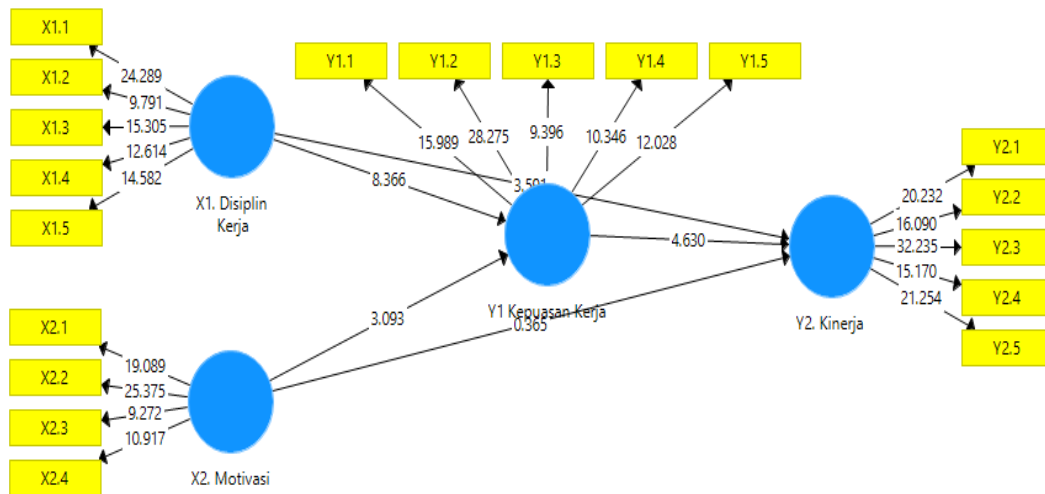 X1.1
X1.2
X1.3
X1.4
X1.5
24.289
9.791
15.305
12.614
14.582
X1. Disiplin
Kerja
Y1.1
Y1.2
Y1.3
Y1.4
Y1.5
15.989
28.275
9.396
10.346
12.028
8.366
4.630
3.093
0.365
Y1 Kepuasan Kerja
Y2. Kinerja
Y2.1
Y2.2
Y2.3
Y2.4
Y2.5
20.232
16.090
32.235
15.170
21.254
X2.1
X2.2
X2.3
X2.4
19.089
25.375
9.272
10.917
X2. Motivasi